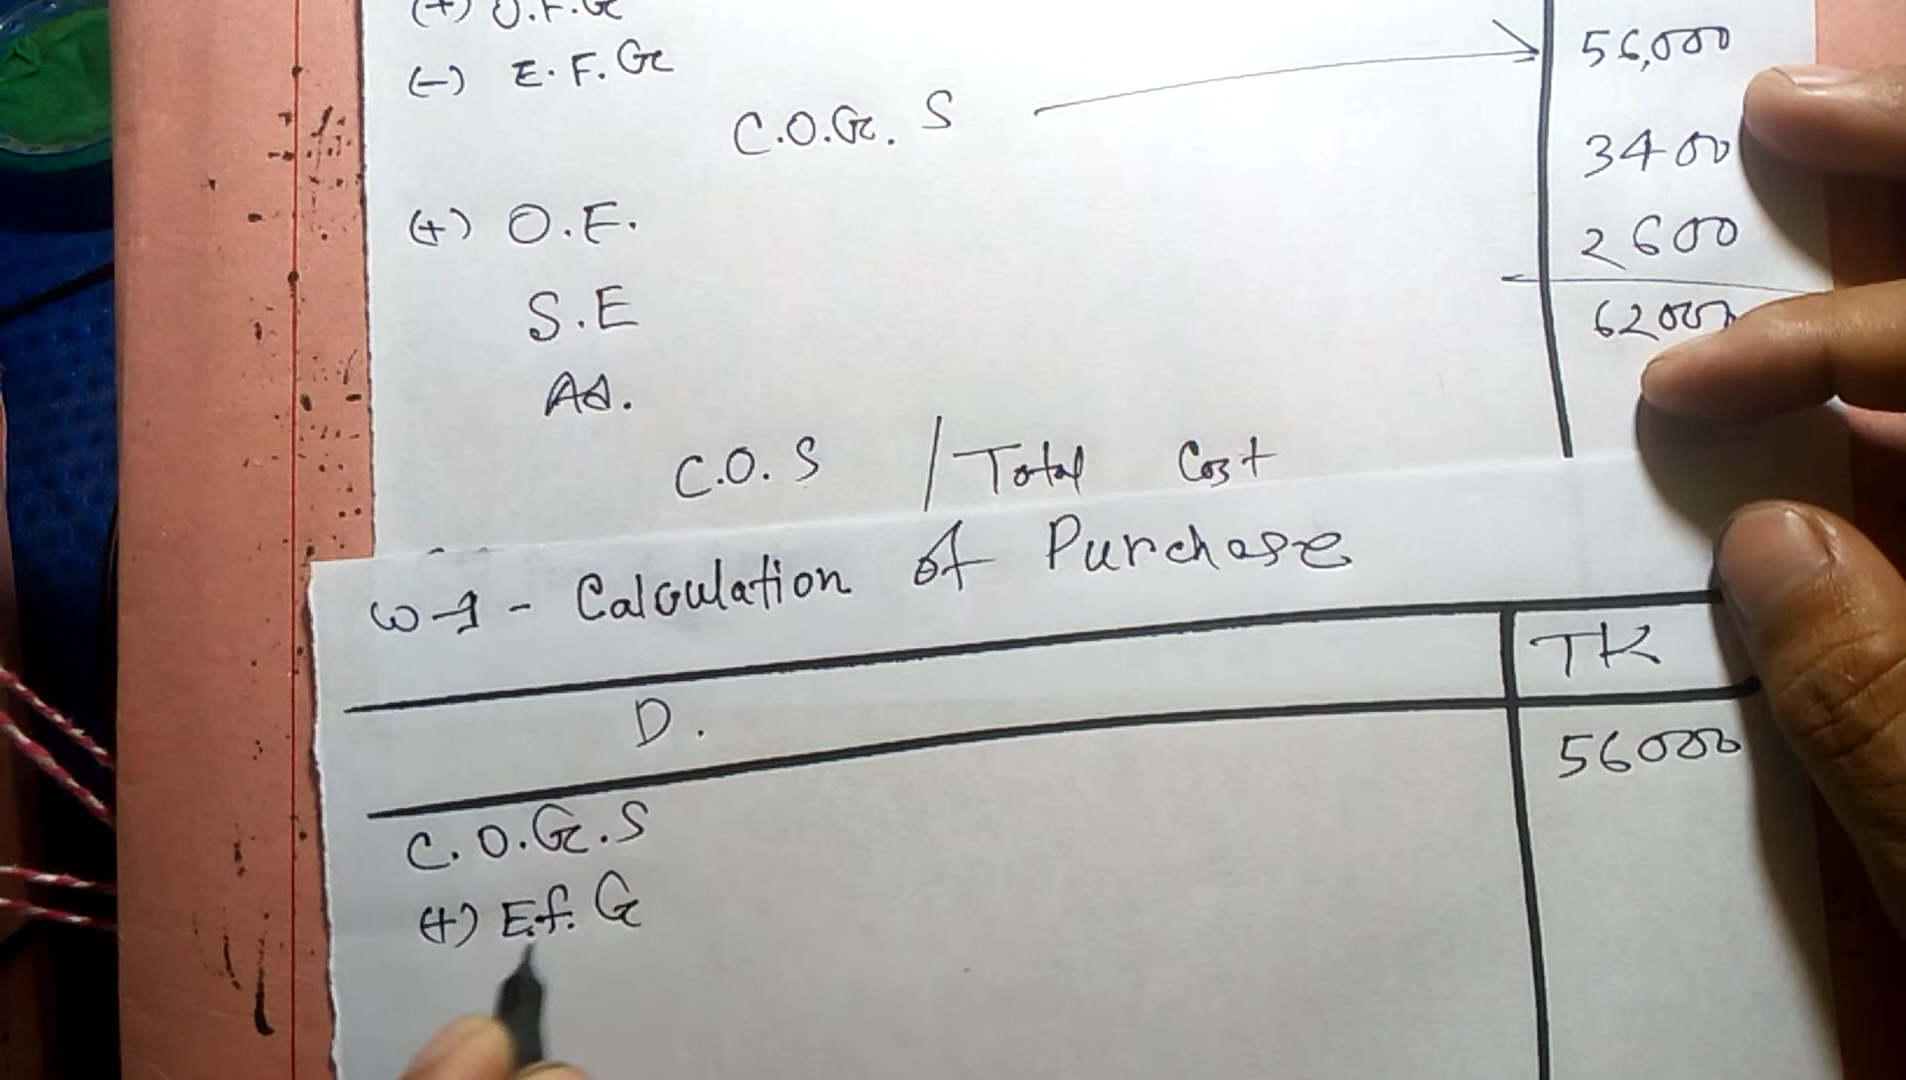 (+) O.F.G
(-) E.F.G
C.O.G.S 56,000
3400
(+) O.E. 2600
S.E 62000
Ad.
C.O.S / Total Cost
W-1 - Calculation of Purchase
D. TK
C.O.G.S 56000
(+) E.f.G